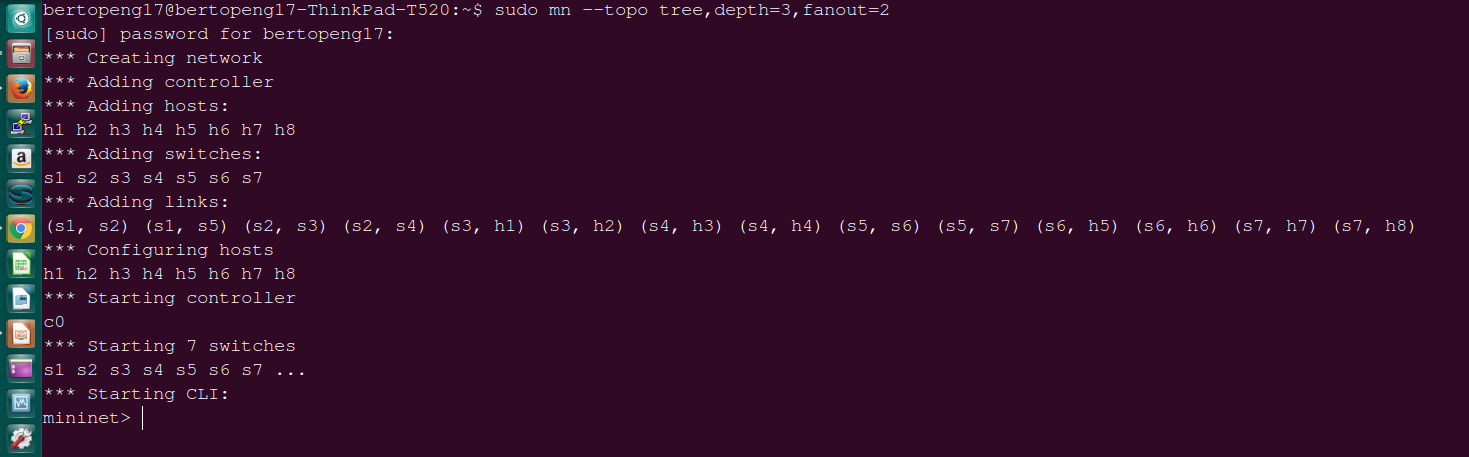 bertopeng17@bertopeng17-ThinkPad-T520:~$ sudo mn --topo tree,depth=3,fanout=2
[sudo] password for bertopeng17:
*** Creating network
*** Adding controller
*** Adding hosts:
h1 h2 h3 h4 h5 h6 h7 h8
*** Adding switches:
s1 s2 s3 s4 s5 s6 s7
*** Adding links:
(s1, s2) (s1, s5) (s2, s3) (s2, s4) (s3, h1) (s3, h2) (s4, h3) (s4, h4) (s5, s6) (s5, s7) (s6, h5) (s6, h6) (s7, h7) (s7, h8)
*** Configuring hosts
h1 h2 h3 h4 h5 h6 h7 h8
*** Starting controller
c0
*** Starting 7 switches
s1 s2 s3 s4 s5 s6 s7 ...
*** Starting CLI:
mininet>